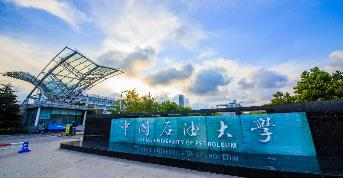 中国石油大学
CHINA UNIVERSITY OF PETROLEUM